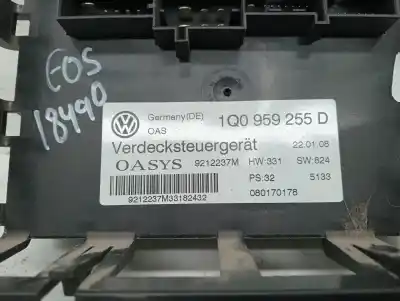 EOS
18490
Germany(DE)
OAS
1Q0 959 255 D
Verdecksteuergerät
22.01.08
OASYS
9212237M
HW:331
SW:824
PS:32
5133
9212237M33182432
080170178